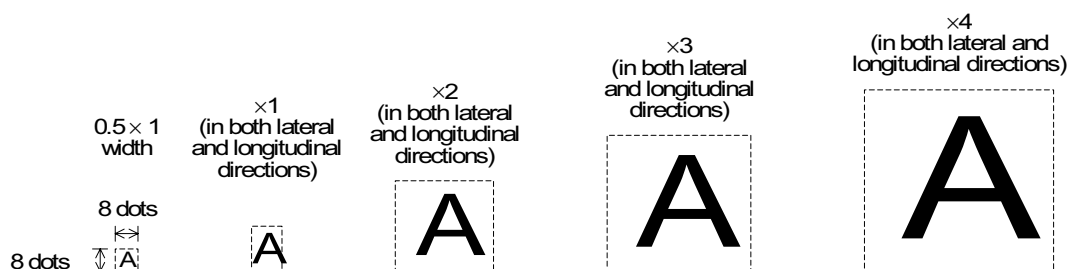 0.5 × 1
width
8 dots
8 dots
A
×1
(in both lateral
and longitudinal
directions)
A
×2
(in both lateral
and longitudinal
directions)
A
×3
(in both lateral
and longitudinal
directions)
A
×4
(in both lateral and
longitudinal directions)
A